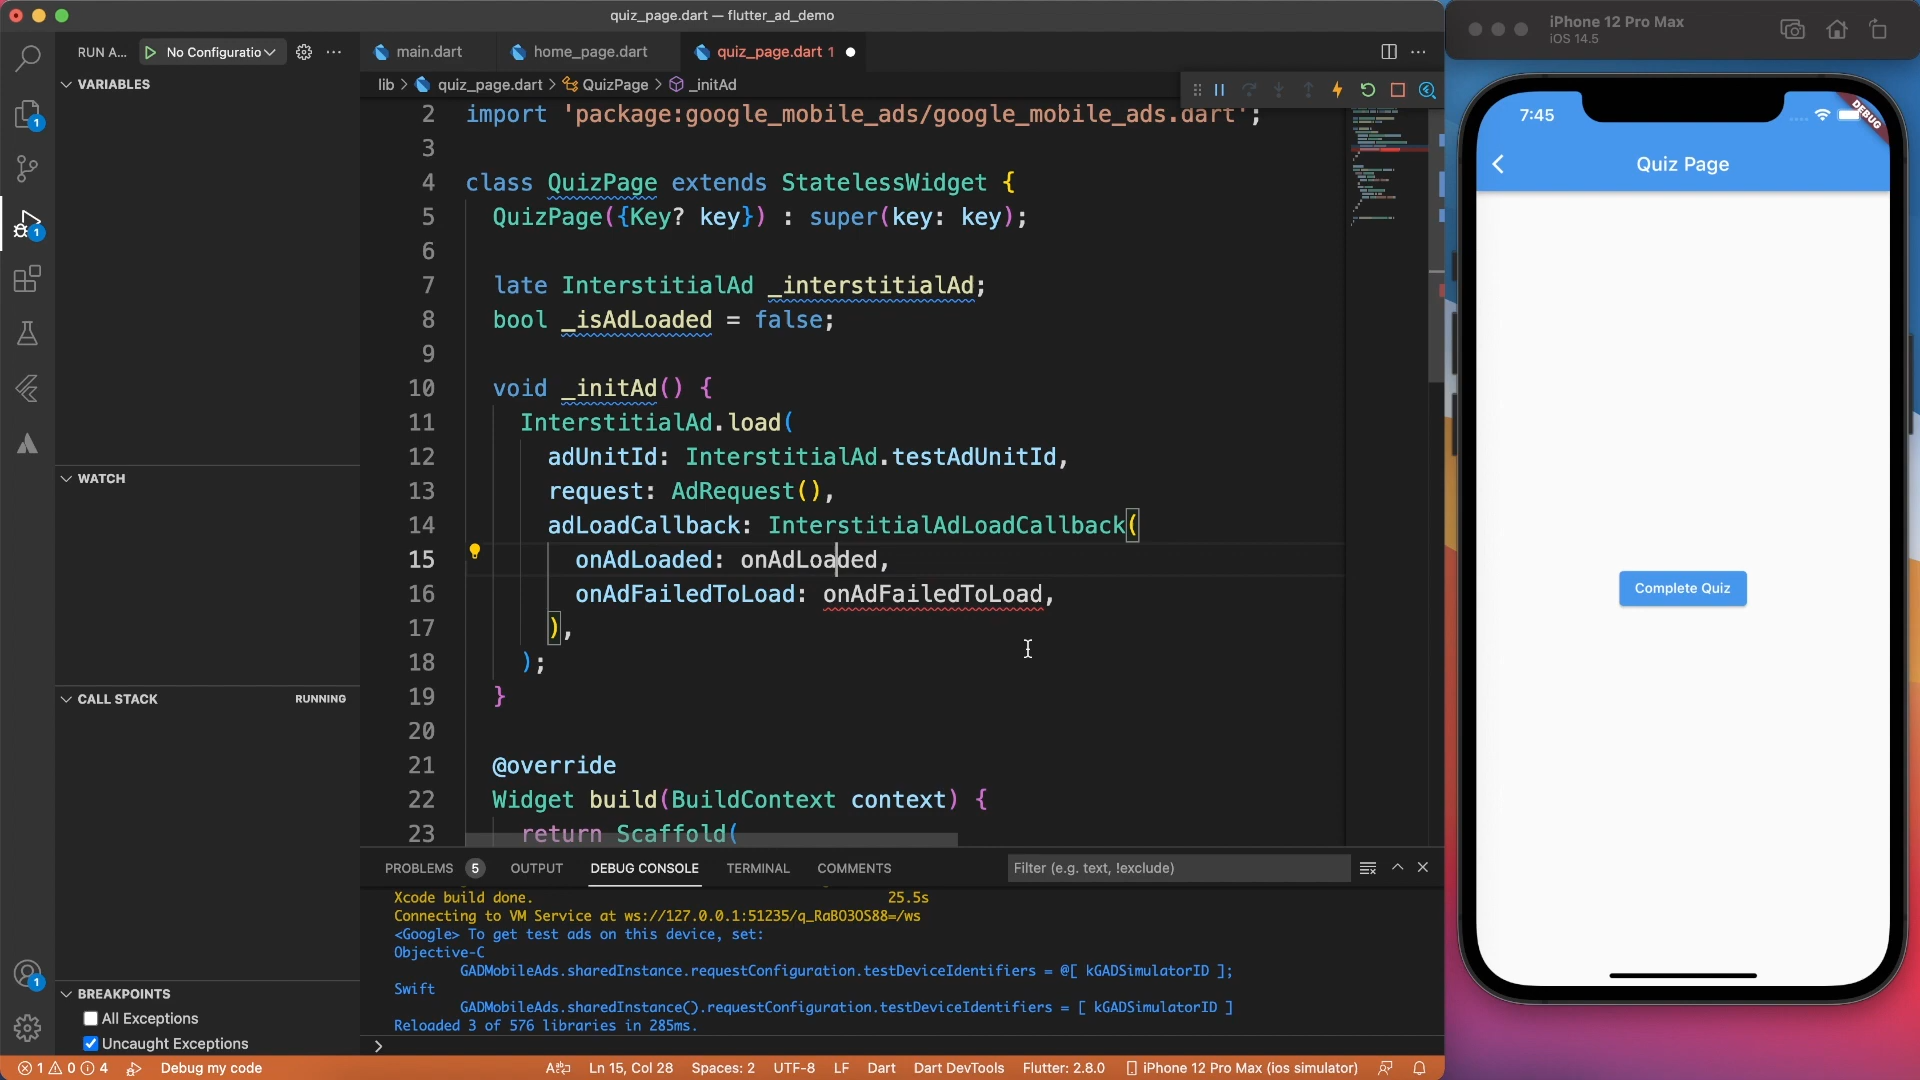 quiz_page.dart — flutter_ad_demo
RUN A... No Configuratio
main.dart
home_page.dart
quiz_page.dart 1
lib > quiz_page.dart > QuizPage > _initAd
VARIABLES
WATCH
CALL STACK
RUNNING
BREAKPOINTS
All Exceptions
Uncaught Exceptions
1
1
1
2 import 'package:google_mobile_ads/google_mobile_ads.dart';
3
4 class QuizPage extends StatelessWidget {
5 QuizPage({Key? key}) : super(key: key);
6
7 late InterstitialAd _interstitialAd;
8 bool _isAdLoaded = false;
9
10 void _initAd() {
11 InterstitialAd.load(
12 adUnitId: InterstitialAd.testAdUnitId,
13 request: AdRequest(),
14 adLoadCallback: InterstitialAdLoadCallback(
15 onAdLoaded: onAdLoaded,
16 onAdFailedToLoad: onAdFailedToLoad,
17 ),
18 );
19 }
20
21 @override
22 Widget build(BuildContext context) {
23 return Scaffold(
PROBLEMS 5 OUTPUT DEBUG CONSOLE TERMINAL COMMENTS
Filter (e.g. text, !exclude)
Xcode build done. 25.5s
Connecting to VM Service at ws://127.0.0.1:51235/q_RaBO3OS88=/ws
<Google> To get test ads on this device, set:
Objective-C
GADMobileAds.sharedInstance.requestConfiguration.testDeviceIdentifiers = @[ kGADSimulatorID ];
Swift
GADMobileAds.sharedInstance().requestConfiguration.testDeviceIdentifiers = [ kGADSimulatorID ]
Reloaded 3 of 576 libraries in 285ms.
>
1 0 4 Debug my code
Ln 15, Col 28 Spaces: 2 UTF-8 LF Dart Dart DevTools Flutter: 2.8.0 iPhone 12 Pro Max (ios simulator)
iPhone 12 Pro Max
iOS 14.5
7:45
DEBUG
Quiz Page
Complete Quiz